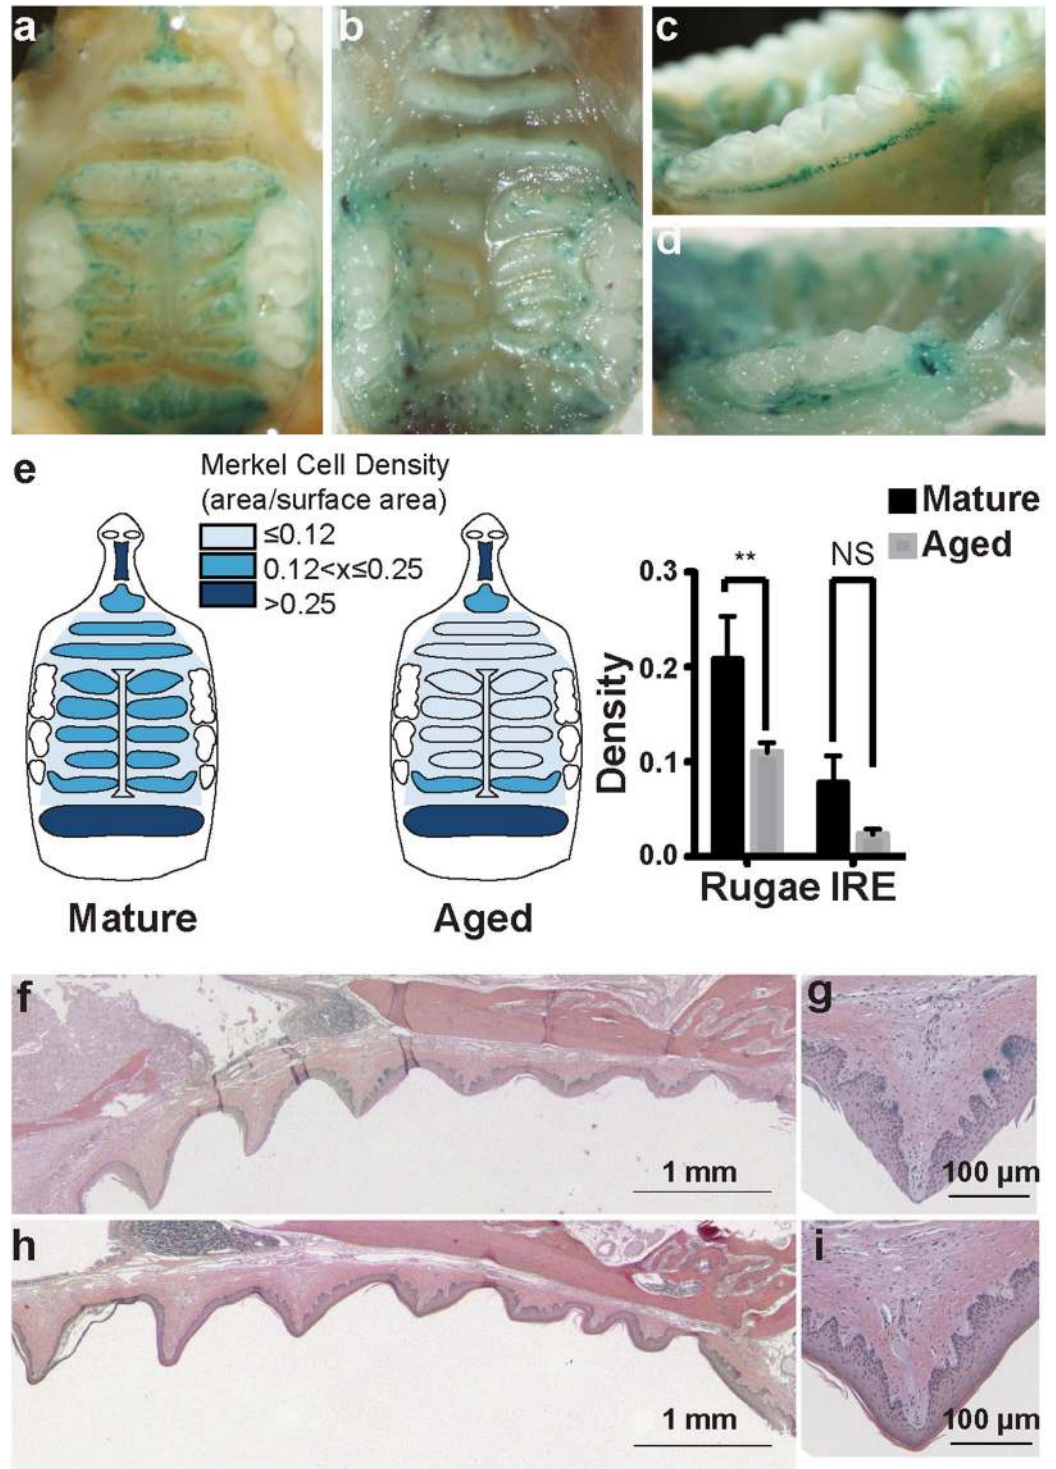 a
b
c
d
e
Merkel Cell Density
(area/surface area)
≤0.12
0.12<x≤0.25
>0.25
Mature
Aged
Mature
Aged
**
NS
0.3
0.2
0.1
0.0
Density
Rugae IRE
f
1 mm
g
100 µm
h
1 mm
i
100 µm